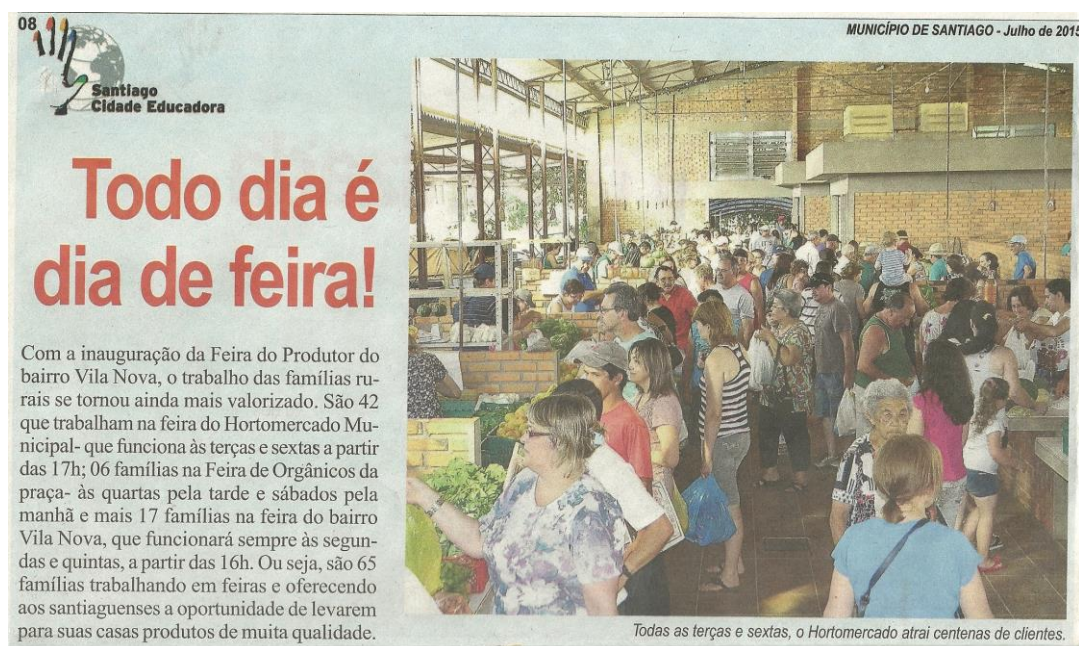 08
MUNICÍPIO DE SANTIAGO - Julho de 2015
Santiago
Cidade Educadora
Todo dia é
dia de feira!
Com a inauguração da Feira do Produtor do
bairro Vila Nova, o trabalho das famílias ru-
rais se tornou ainda mais valorizado. São 42
que trabalham na feira do Hortomercado Mu-
nicipal- que funciona às terças e sextas a partir
das 17h; 06 famílias na Feira de Orgânicos da
praça- às quartas pela tarde e sábados pela
manhã e mais 17 famílias na feira do bairro
Vila Nova, que funcionará sempre às segun-
das e quintas, a partir das 16h. Ou seja, são 65
famílias trabalhando em feiras e oferecendo
aos santiaguenses a oportunidade de levarem
para suas casas produtos de muita qualidade.
Todas as terças e sextas, o Hortomercado atrai centenas de clientes.